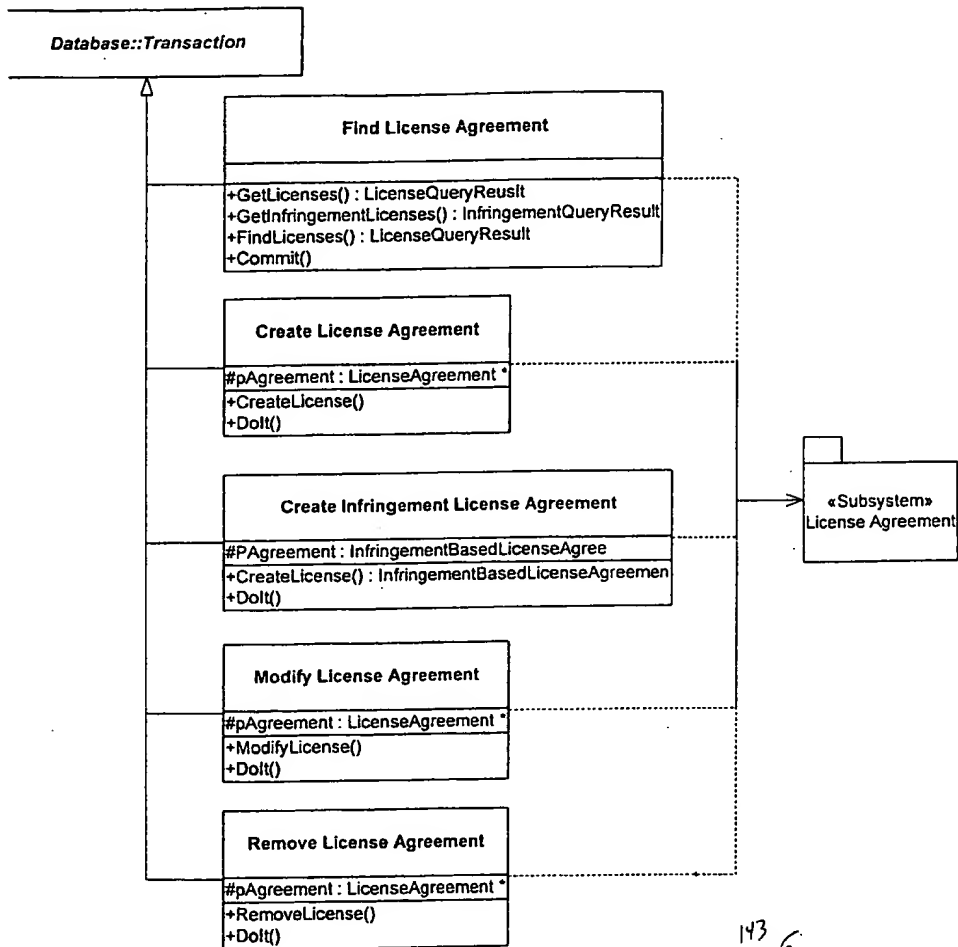 Database::Transaction
Find License Agreement
+GetLicenses() : LicenseQueryReuslt
+GetInfringementLicenses() : InfringementQueryResult
+FindLicenses() : LicenseQueryResult
+Commit()
Create License Agreement
#pAgreement : LicenseAgreement *
+CreateLicense()
+DoIt()
Create Infringement License Agreement
#PAgreement : InfringementBasedLicenseAgree
+CreateLicense() : InfringementBasedLicenseAgreemen
+DoIt()
«Subsystem»
License Agreement
Modify License Agreement
#pAgreement : LicenseAgreement *
+ModifyLicense()
+DoIt()
Remove License Agreement
#pAgreement : LicenseAgreement *
+RemoveLicense()
+DoIt()
143